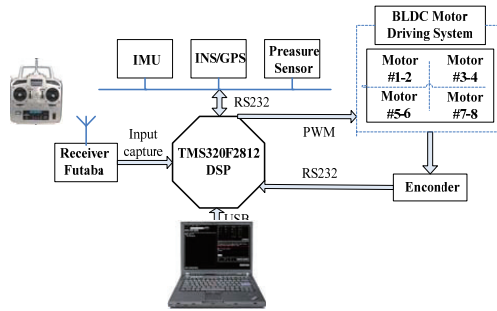 BLDC Motor
Driving System
IMU
INS/GPS
Preasure
Sensor
Motor
#1-2
Motor
#3-4
Motor
#5-6
Motor
#7-8
RS232
PWM
Input
capture
Receiver
Futaba
TMS320F2812
DSP
RS232
Enconder
USB